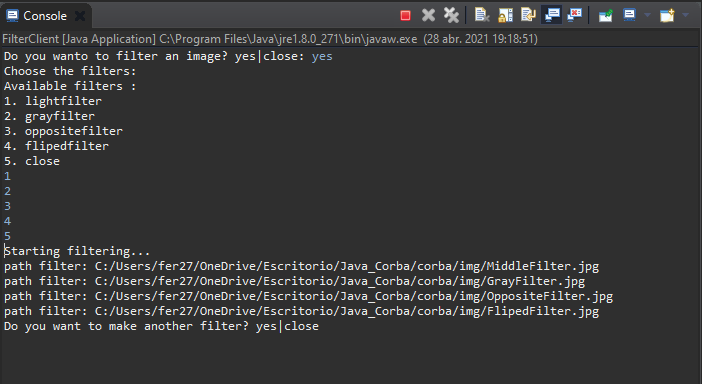 Console
FilterClient [Java Application] C:\Program Files\Java\jre1.8.0_271\bin\javaw.exe (28 abr. 2021 19:18:51)
Do you wanto to filter an image? yes|close: yes
Choose the filters:
Available filters :
1. lightfilter
2. grayfilter
3. oppositefilter
4. flipedfilter
5. close
1
2
3
4
5
Starting filtering...
path filter: C:/Users/fer27/OneDrive/Escritorio/Java_Corba/corba/img/MiddleFilter.jpg
path filter: C:/Users/fer27/OneDrive/Escritorio/Java_Corba/corba/img/GrayFilter.jpg
path filter: C:/Users/fer27/OneDrive/Escritorio/Java_Corba/corba/img/OppositeFilter.jpg
path filter: C:/Users/fer27/OneDrive/Escritorio/Java_Corba/corba/img/FlipedFilter.jpg
Do you want to make another filter? yes|close